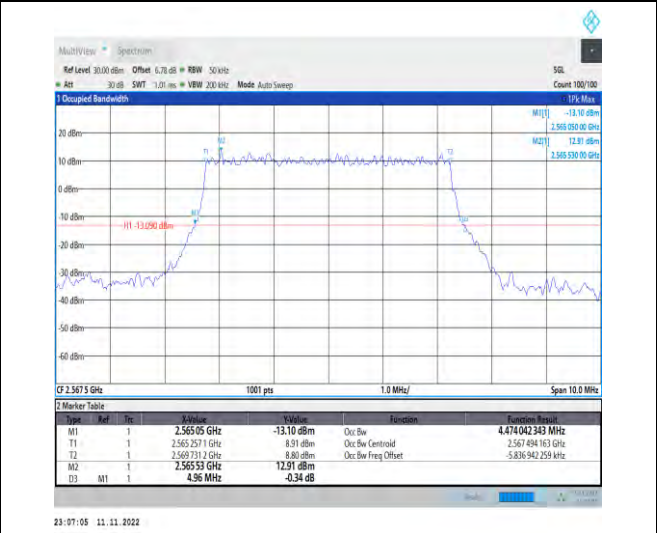 MultiView Spectrum
Ref Level 30.00 dBm Offset 6.78 dB RBW 50 kHz SGL
Att 30 dB SWT 1.01 ms VBW 200 kHz Mode Auto Sweep Count 100/100
1 Occupied Bandwidth 1Pk Max
M1[1] -13.10 dBm
2.565 050 00 GHz
M2[1] 12.91 dBm
2.565 530 00 GHz
20 dBm
M2
T1 T2
10 dBm
0 dBm
-10 dBm
H1 -13.090 dBm
-20 dBm
-30 dBm
-40 dBm
-50 dBm
-60 dBm
CF 2.567 5 GHz 1001 pts 1.0 MHz/ Span 10.0 MHz
2 Marker Table
Type Ref Trc X-Value Y-Value Function Function Result
M1 1 2.565 05 GHz -13.10 dBm Occ Bw 4.474 042 343 MHz
T1 1 2.565 257 1 GHz 8.91 dBm Occ Bw Centroid 2.567 494 163 GHz
T2 1 2.569 731 2 GHz 8.80 dBm Occ Bw Freq Offset -5.836 942 259 kHz
M2 1 2.565 53 GHz 12.91 dBm
D3 M1 1 4.96 MHz -0.34 dB
23:07:05 11.11.2022